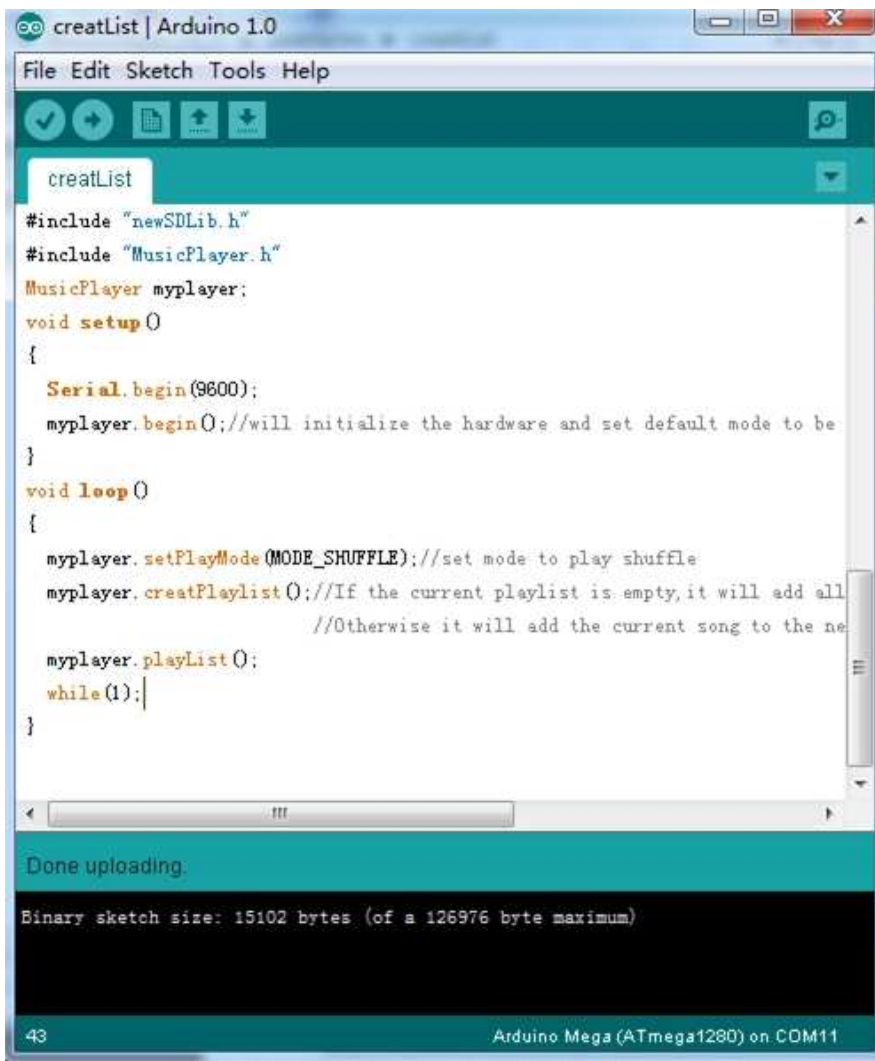 creatList | Arduino 1.0
File Edit Sketch Tools Help
creatList
#include "newSDLib.h"
#include "MusicPlayer.h"
MusicPlayer myplayer;
void setup()
{
  Serial.begin(9600);
  myplayer.begin();//will initialize the hardware and set default mode to be
}
void loop()
{
  myplayer.setPlayMode(MODE_SHUFFLE);//set mode to play shuffle
  myplayer.creatPlaylist();//If the current playlist is empty,it will add all
//Otherwise it will add the current song to the ne
  myplayer.playList();
  while(1);
}
Done uploading.
Binary sketch size: 15102 bytes (of a 126976 byte maximum)
43 Arduino Mega (ATmega1280) on COM11